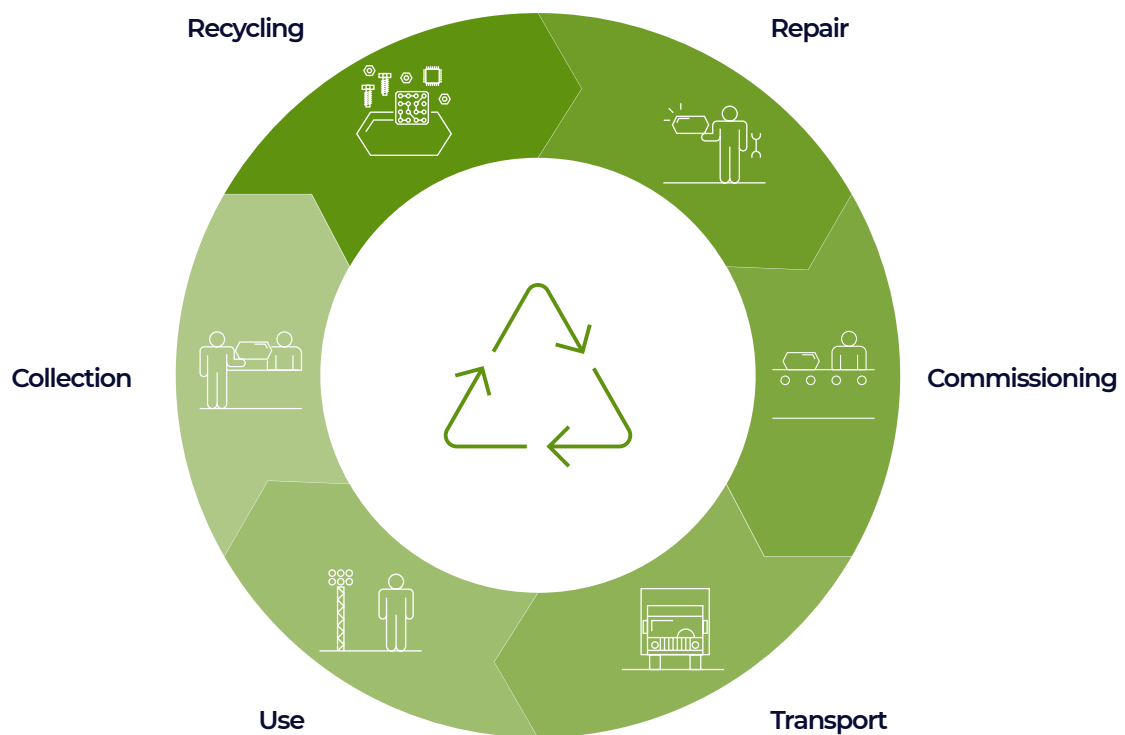 Recycling
Repair
Collection
Commissioning
Use
Transport